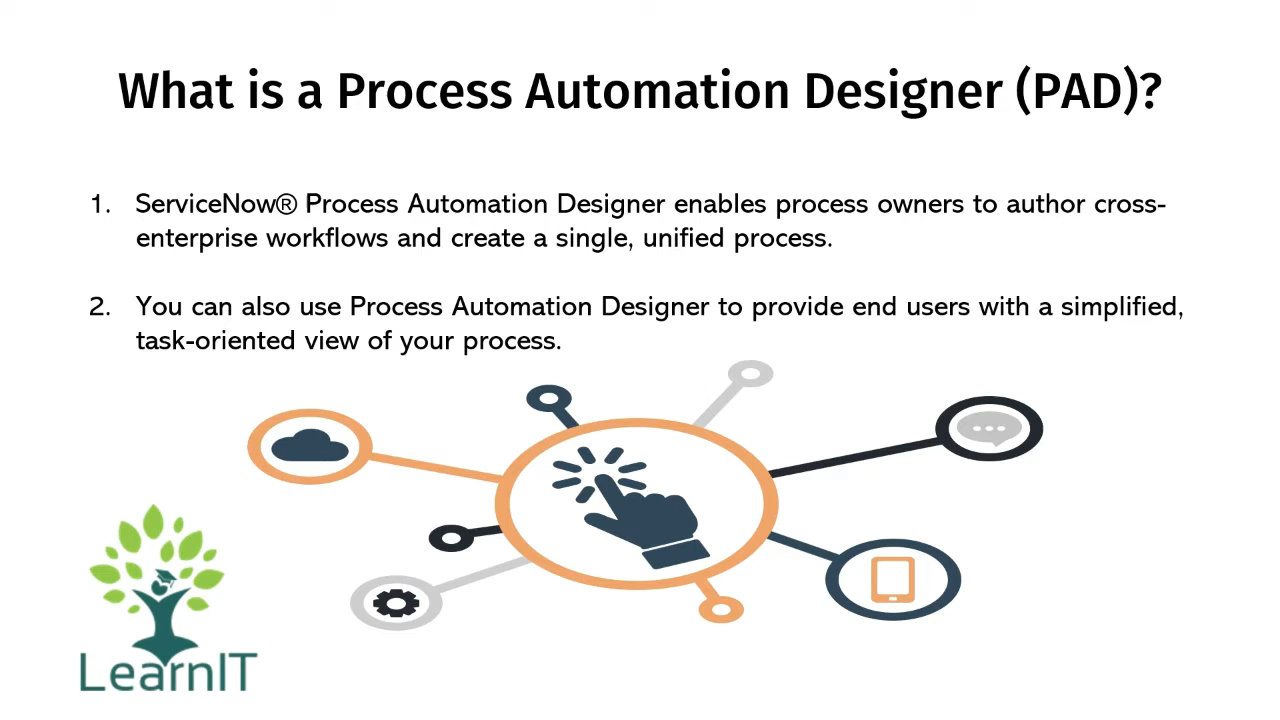 What is a Process Automation Designer (PAD)?
1. ServiceNow® Process Automation Designer enables process owners to author cross-
enterprise workflows and create a single, unified process.
2. You can also use Process Automation Designer to provide end users with a simplified,
task-oriented view of your process.
LearnIT